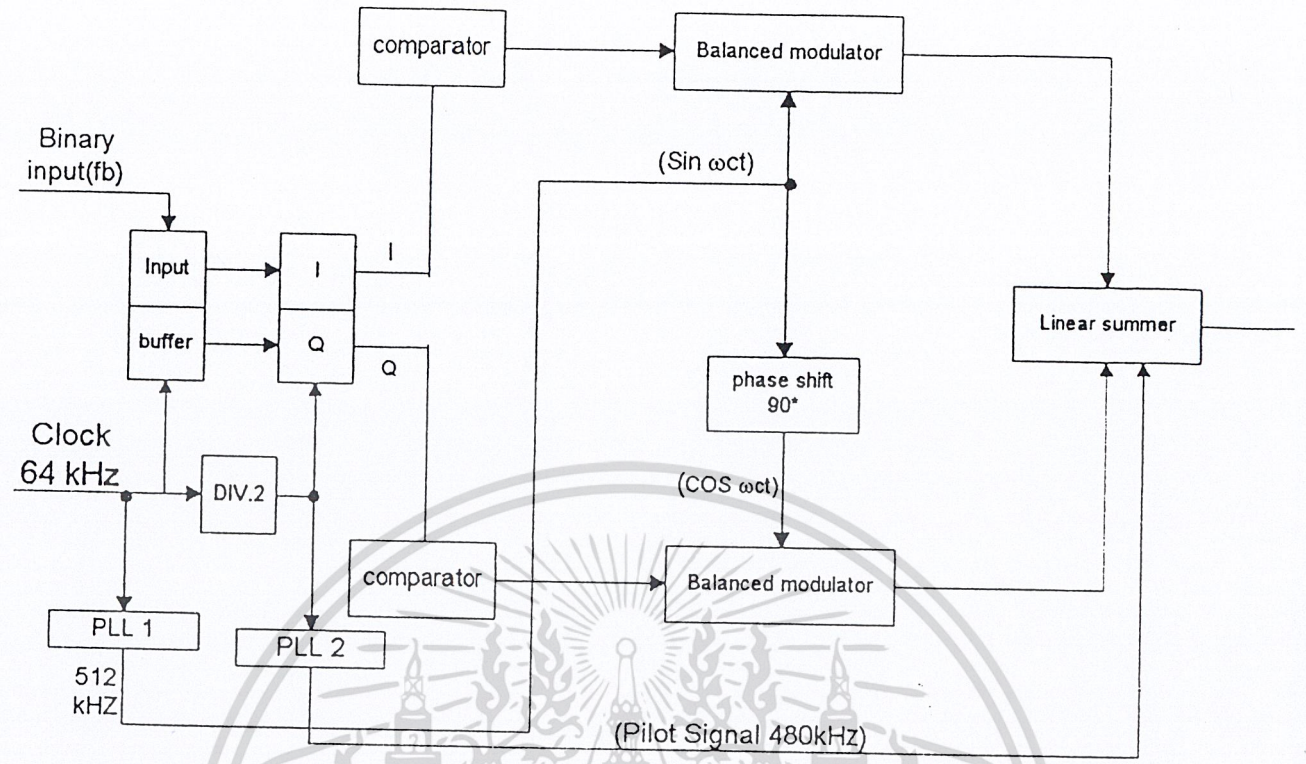 comparator
Balanced modulator
Binary
input(fb)
(Sin ωct)
Input
buffer
I
Q
I
Q
Linear summer
phase shift
90*
Clock
64 kHz
DIV.2
(COS ωct)
comparator
Balanced modulator
PLL 1
PLL 2
512
kHZ
(Pilot Signal 480kHz)